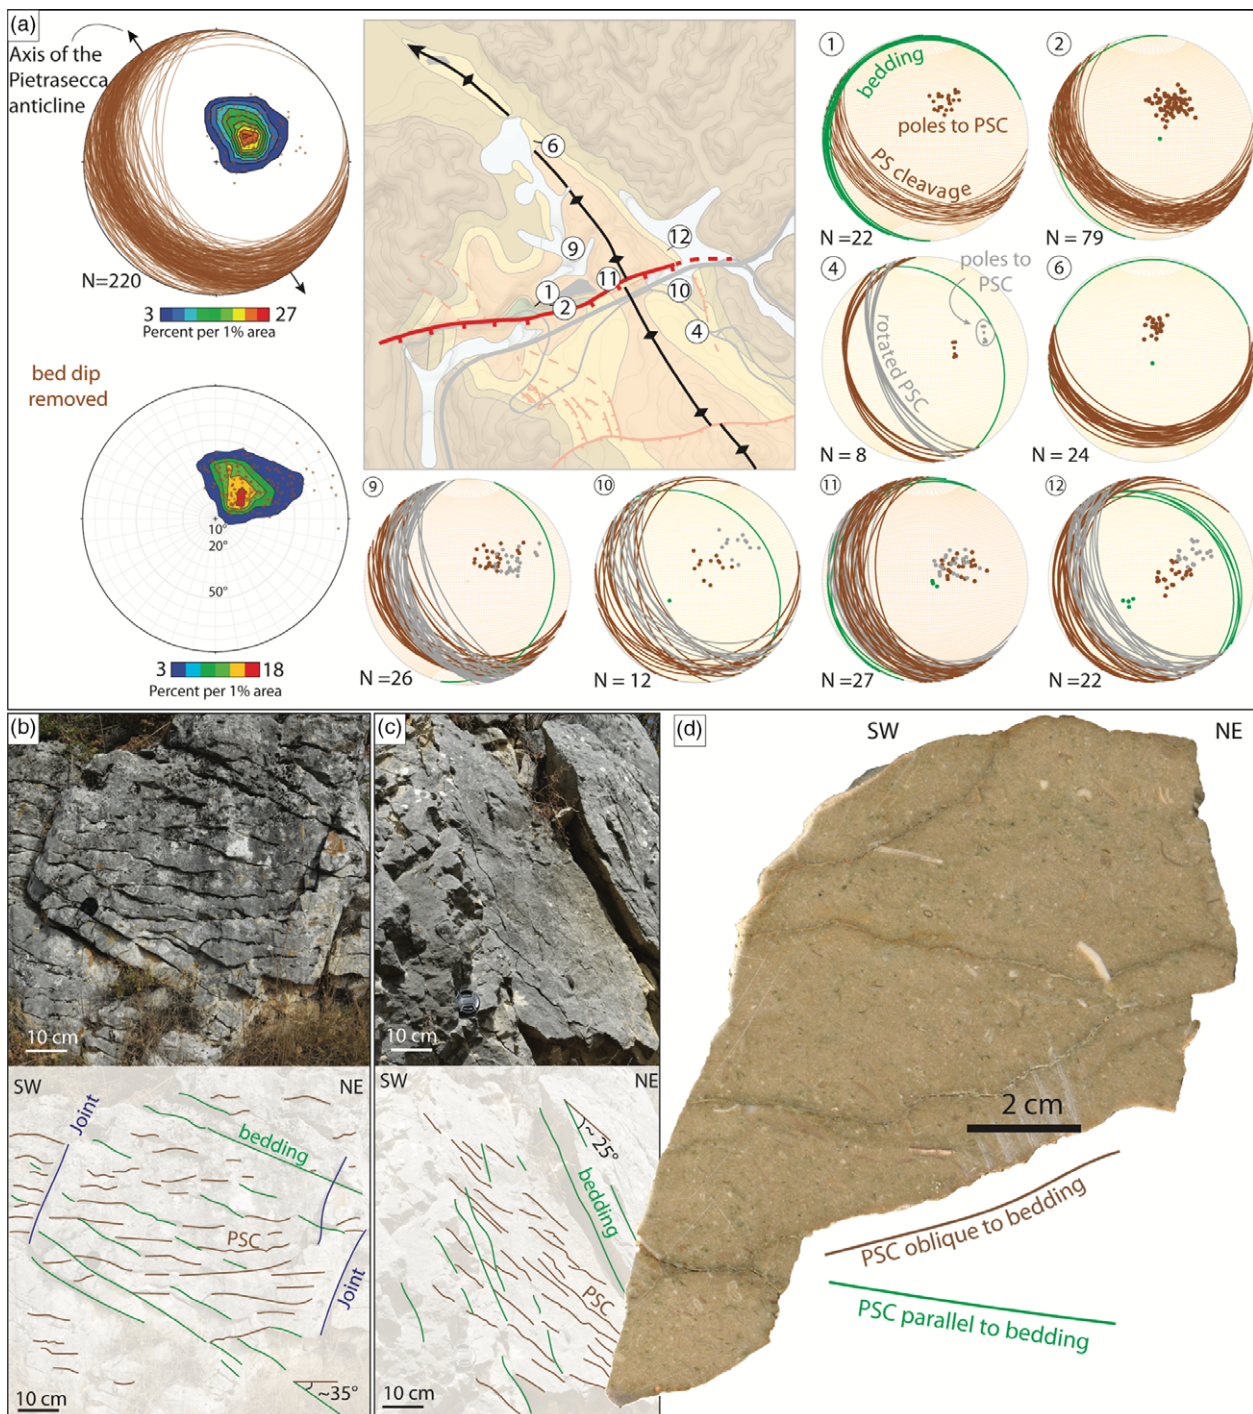 (a)
Axis of the
Pietrasecca
anticline
N=220
3 27
Percent per 1% area
bed dip
removed
10°
20°
50°
3 18
Percent per 1% area
6
9
12
11
1
2
10
4
1
bedding
poles to PSC
PS cleavage
N =22
2
N =79
4
poles to
PSC
rotated PSC
N = 8
6
N = 24
9
N =26
10
N = 12
11
N =27
12
N =22
(b)
10 cm
SW NE
Joint
bedding
PSC
Joint
~35°
10 cm
(c)
10 cm
SW NE
~ 25°
bedding
PSC
10 cm
(d)
SW NE
2 cm
PSC oblique to bedding
PSC parallel to bedding